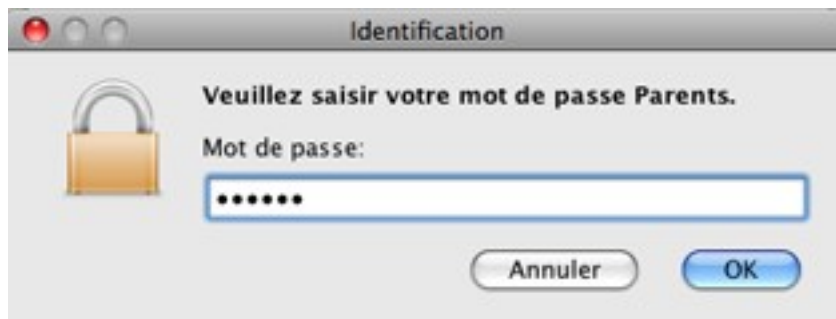 Identification
Veuillez saisir votre mot de passe Parents.
Mot de passe:
••••••
Annuler OK